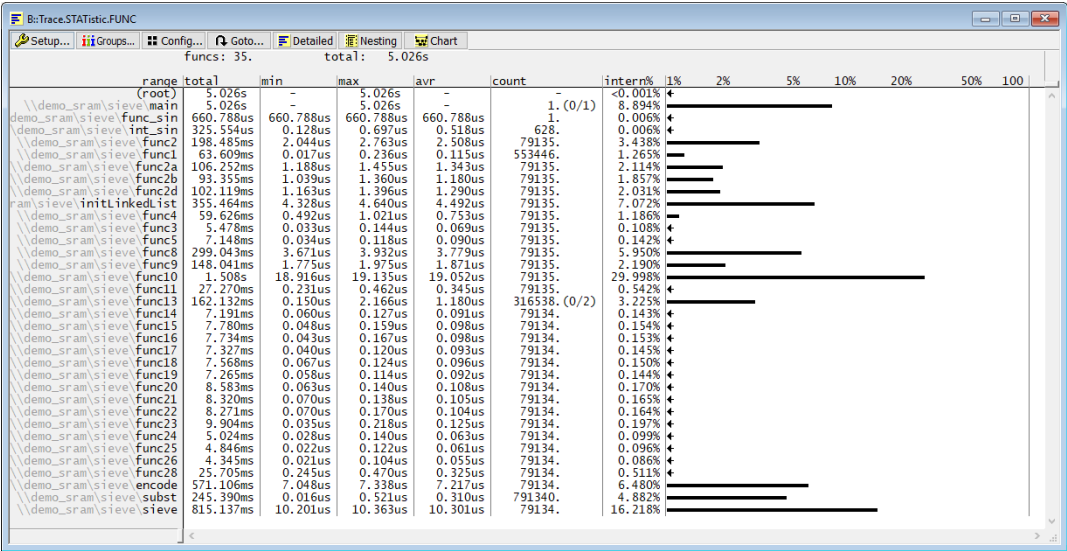 B::Trace.STATistic.FUNC
Setup... Groups... Config... Goto... Detailed Nesting Chart
funcs: 35. total: 5.026s
range total min max avr count intern% 1% 2% 5% 10% 20% 50% 100
(root) 5.026s - 5.026s - - <0.001%
\\demo_sram\sieve\main 5.026s - 5.026s - 1.(0/1) 8.894%
demo_sram\sieve\func_sin 660.788us 660.788us 660.788us 660.788us 1. 0.006%
\demo_sram\sieve\int_sin 325.554us 0.128us 0.697us 0.518us 628. 0.006%
\\demo_sram\sieve\func2 198.485ms 2.044us 2.763us 2.508us 79135. 3.438%
\\demo_sram\sieve\func1 63.609ms 0.017us 0.236us 0.115us 553446. 1.265%
\\demo_sram\sieve\func2a 106.252ms 1.188us 1.455us 1.343us 79135. 2.114%
\\demo_sram\sieve\func2b 93.355ms 1.039us 1.360us 1.180us 79135. 1.857%
\\demo_sram\sieve\func2d 102.119ms 1.163us 1.396us 1.290us 79135. 2.031%
ram\sieve\initLinkedList 355.464ms 4.328us 4.640us 4.492us 79135. 7.072%
\\demo_sram\sieve\func4 59.626ms 0.492us 1.021us 0.753us 79135. 1.186%
\\demo_sram\sieve\func3 5.478ms 0.033us 0.144us 0.069us 79135. 0.108%
\\demo_sram\sieve\func5 7.148ms 0.034us 0.118us 0.090us 79135. 0.142%
\\demo_sram\sieve\func8 299.043ms 3.671us 3.932us 3.779us 79135. 5.950%
\\demo_sram\sieve\func9 148.041ms 1.775us 1.975us 1.871us 79135. 2.190%
\\demo_sram\sieve\func10 1.508s 18.916us 19.135us 19.052us 79135. 29.998%
\\demo_sram\sieve\func11 27.270ms 0.231us 0.462us 0.345us 79135. 0.542%
\\demo_sram\sieve\func13 162.132ms 0.150us 2.166us 1.180us 316538.(0/2) 3.225%
\\demo_sram\sieve\func14 7.191ms 0.060us 0.127us 0.091us 79134. 0.143%
\\demo_sram\sieve\func15 7.780ms 0.048us 0.159us 0.098us 79134. 0.154%
\\demo_sram\sieve\func16 7.734ms 0.043us 0.167us 0.098us 79134. 0.153%
\\demo_sram\sieve\func17 7.327ms 0.040us 0.120us 0.093us 79134. 0.145%
\\demo_sram\sieve\func18 7.568ms 0.067us 0.124us 0.096us 79134. 0.150%
\\demo_sram\sieve\func19 7.265ms 0.058us 0.114us 0.092us 79134. 0.144%
\\demo_sram\sieve\func20 8.583ms 0.063us 0.140us 0.108us 79134. 0.170%
\\demo_sram\sieve\func21 8.320ms 0.070us 0.138us 0.105us 79134. 0.165%
\\demo_sram\sieve\func22 8.271ms 0.070us 0.170us 0.104us 79134. 0.164%
\\demo_sram\sieve\func23 9.904ms 0.035us 0.218us 0.125us 79134. 0.197%
\\demo_sram\sieve\func24 5.024ms 0.028us 0.140us 0.063us 79134. 0.099%
\\demo_sram\sieve\func25 4.846ms 0.022us 0.122us 0.061us 79134. 0.096%
\\demo_sram\sieve\func26 4.345ms 0.021us 0.104us 0.055us 79134. 0.086%
\\demo_sram\sieve\func28 25.705ms 0.245us 0.470us 0.325us 79134. 0.511%
\\demo_sram\sieve\encode 571.106ms 7.048us 7.338us 7.217us 79134. 6.480%
\\demo_sram\sieve\subst 245.390ms 0.016us 0.521us 0.310us 791340. 4.882%
\\demo_sram\sieve\sieve 815.137ms 10.201us 10.363us 10.301us 79134. 16.218%